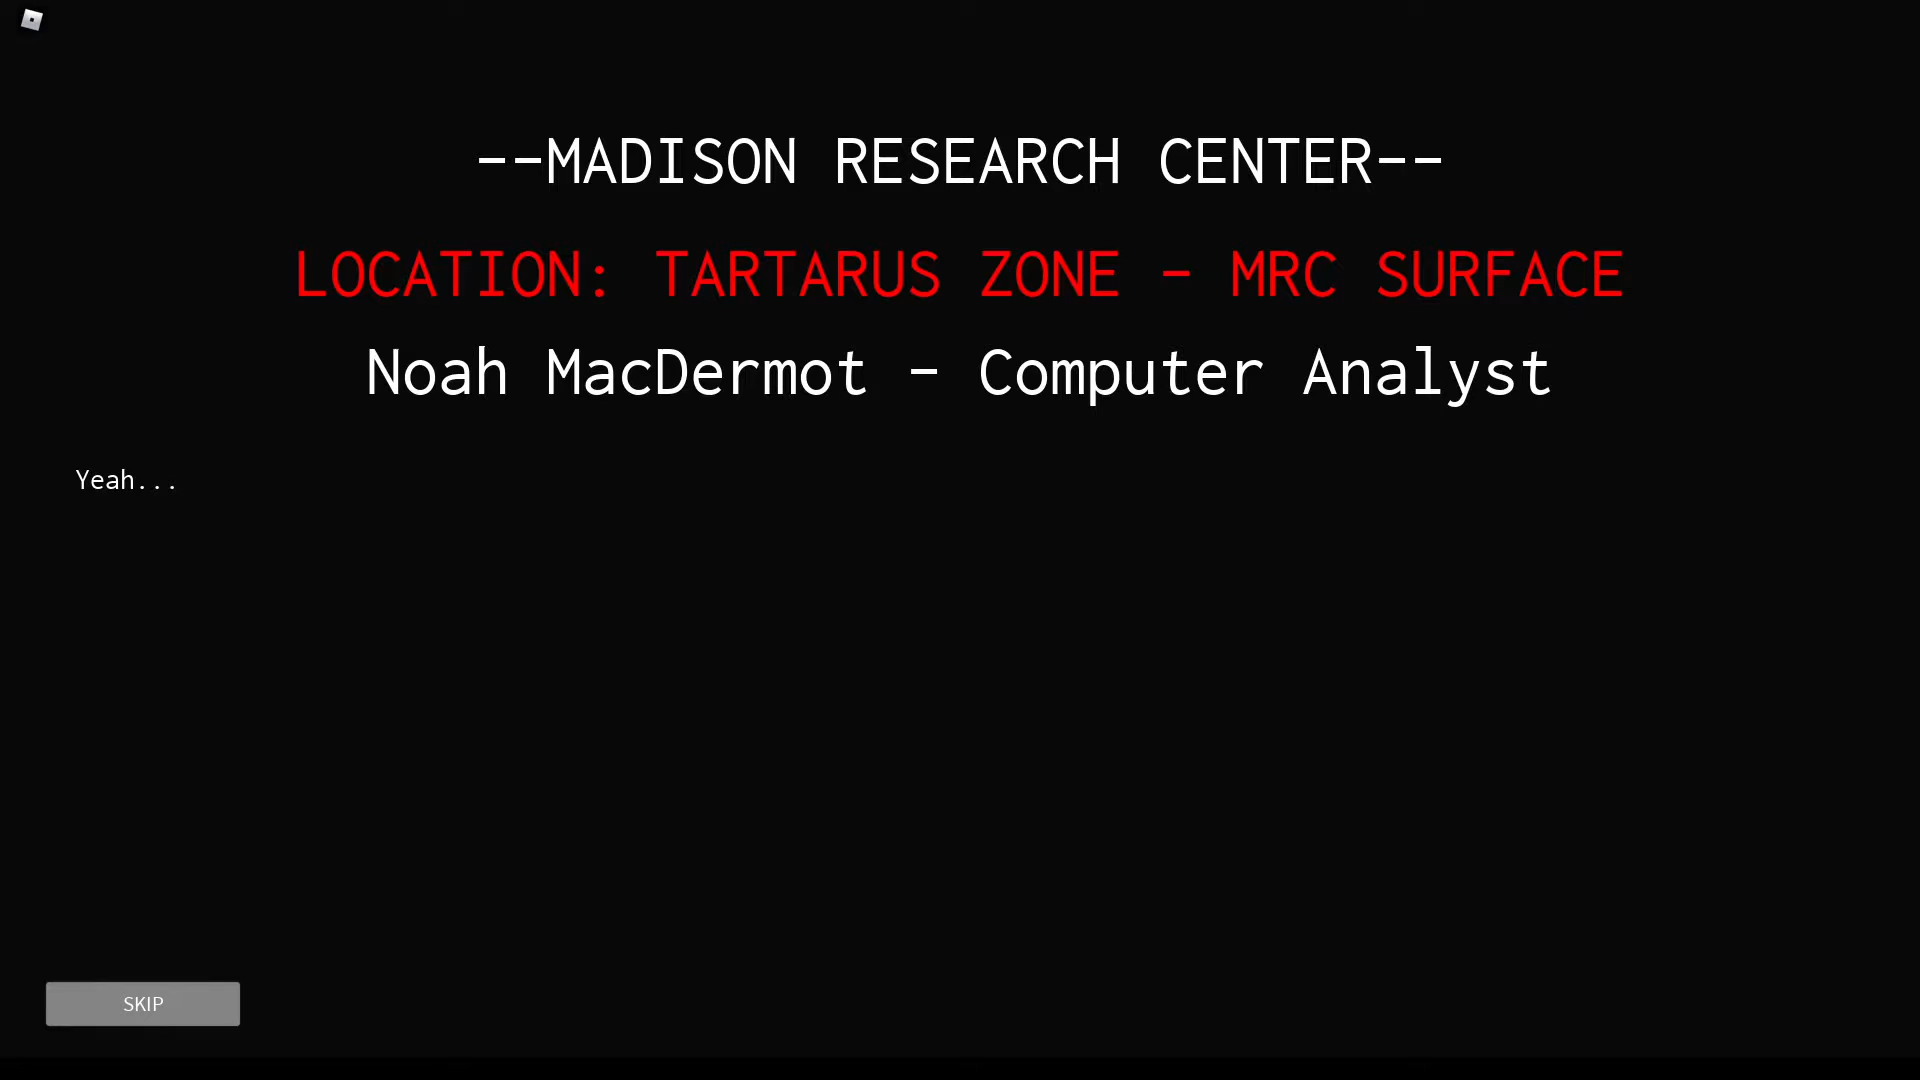 --MADISON RESEARCH CENTER--
LOCATION: TARTARUS ZONE - MRC SURFACE
Noah MacDermot - Computer Analyst
Yeah...
SKIP